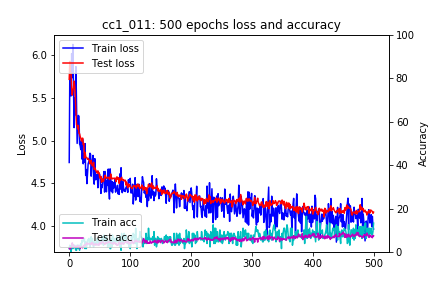 cc1_011: 500 epochs loss and accuracy
Train loss
Test loss
Train acc
Test acc
Loss
6.0
5.5
5.0
4.5
4.0
Accuracy
100
80
60
40
20
0
0
100
200
300
400
500